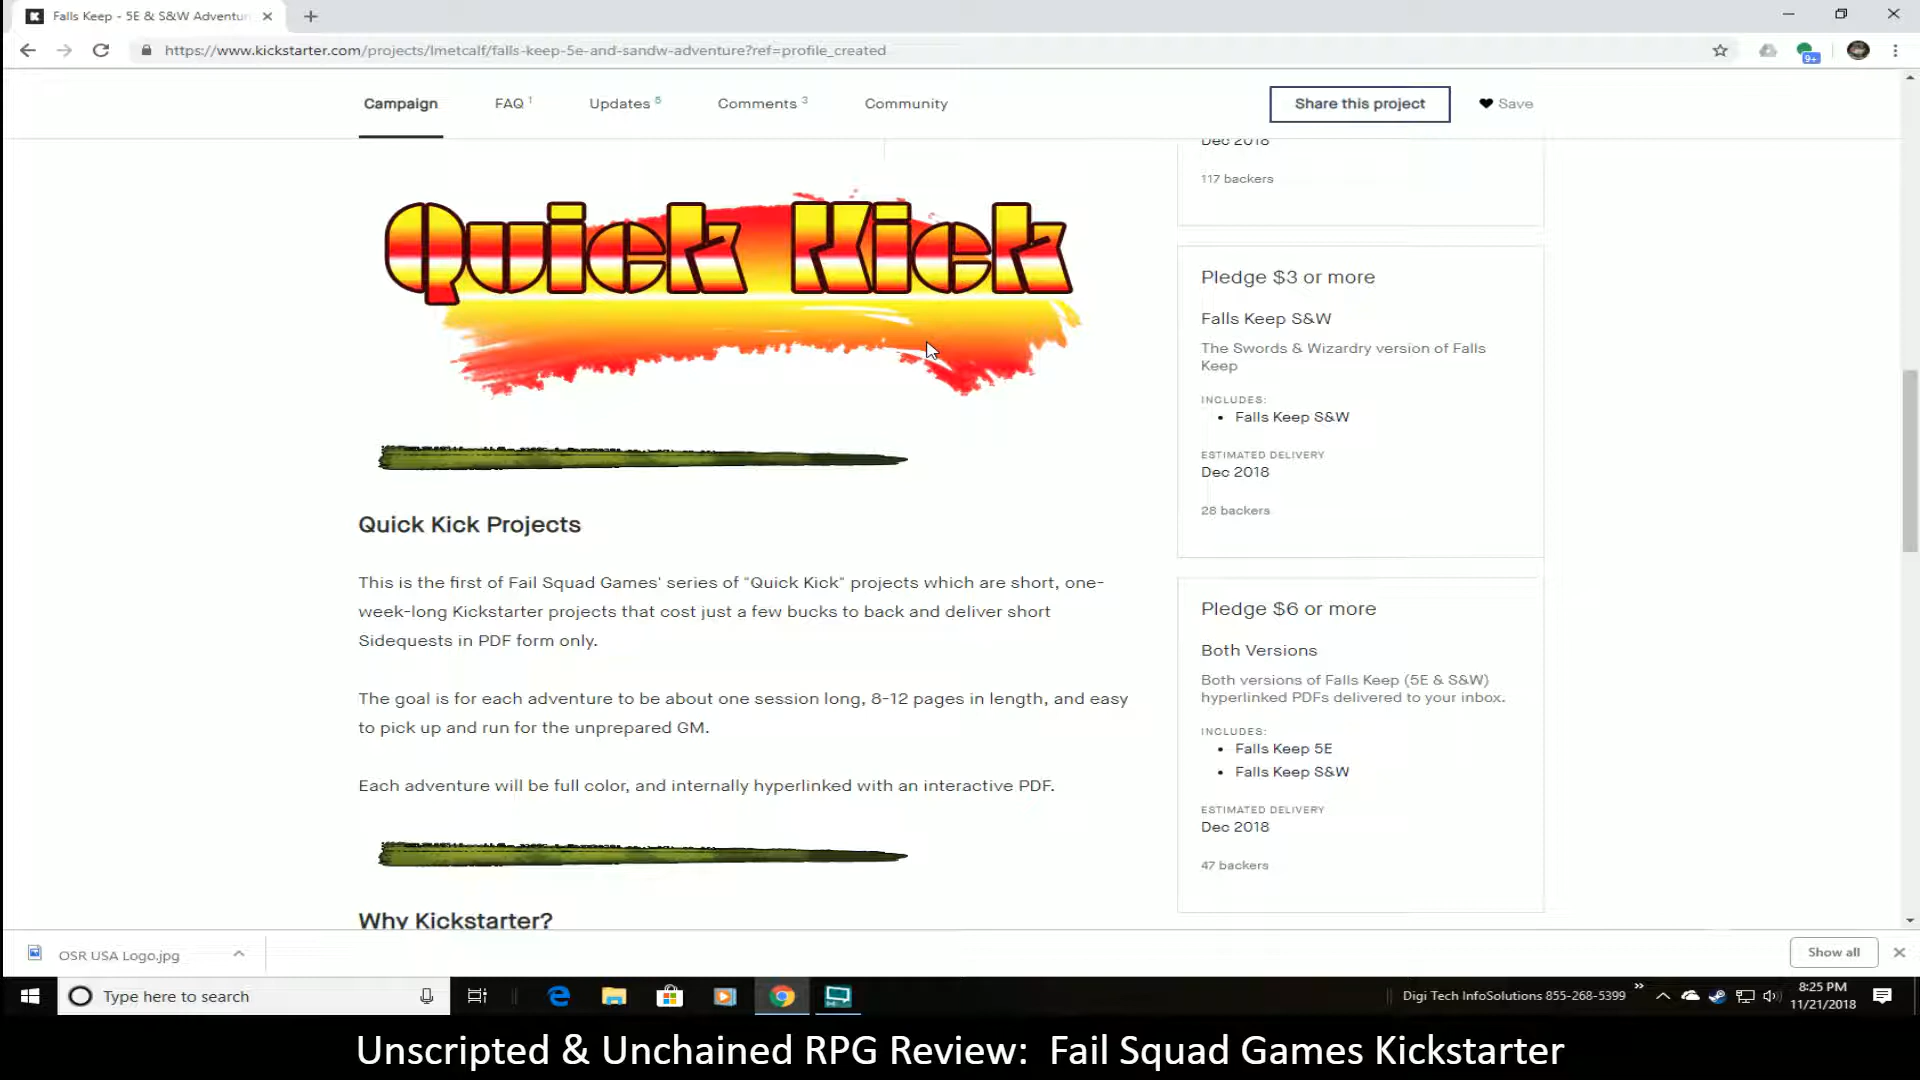 Falls Keep - 5E & S&W Adventur
https://www.kickstarter.com/projects/lmetcalf/falls-keep-5e-and-sandw-adventure?ref=profile_created
9+
Campaign FAQ 1 Updates 5 Comments 3 Community Share this project Save
Quick Kick
Quick Kick Projects
This is the first of Fail Squad Games' series of "Quick Kick" projects which are short, one-
week-long Kickstarter projects that cost just a few bucks to back and deliver short
Sidequests in PDF form only.
The goal is for each adventure to be about one session long, 8-12 pages in length, and easy
to pick up and run for the unprepared GM.
Each adventure will be full color, and internally hyperlinked with an interactive PDF.
Why Kickstarter?
Dec 2018
117 backers
Pledge $3 or more
Falls Keep S&W
The Swords & Wizardry version of Falls
Keep
INCLUDES:
• Falls Keep S&W
ESTIMATED DELIVERY
Dec 2018
28 backers
Pledge $6 or more
Both Versions
Both versions of Falls Keep (5E & S&W)
hyperlinked PDFs delivered to your inbox.
INCLUDES:
• Falls Keep 5E
• Falls Keep S&W
ESTIMATED DELIVERY
Dec 2018
47 backers
OSR USA Logo.jpg
Show all
Type here to search
Digi Tech InfoSolutions 855-268-5399
8:25 PM
11/21/2018
Unscripted & Unchained RPG Review: Fail Squad Games Kickstarter